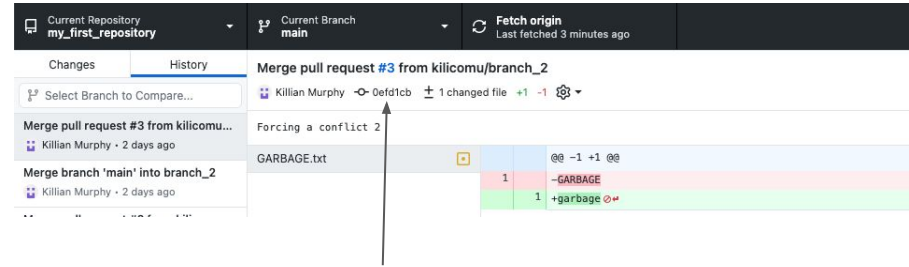 Current Repository
my_first_repository
Current Branch
main
Fetch origin
Last fetched 3 minutes ago
Changes
History
Select Branch to Compare...
Merge pull request #3 from kilicomu...
Killian Murphy • 2 days ago
Merge branch 'main' into branch_2
Killian Murphy • 2 days ago
Merge pull request #3 from kilicomu/branch_2
Killian Murphy
0efd1cb
1 changed file
+1
-1
Forcing a conflict 2
GARBAGE.txt
@@ -1 +1 @@
1
-GARBAGE
1
+garbage